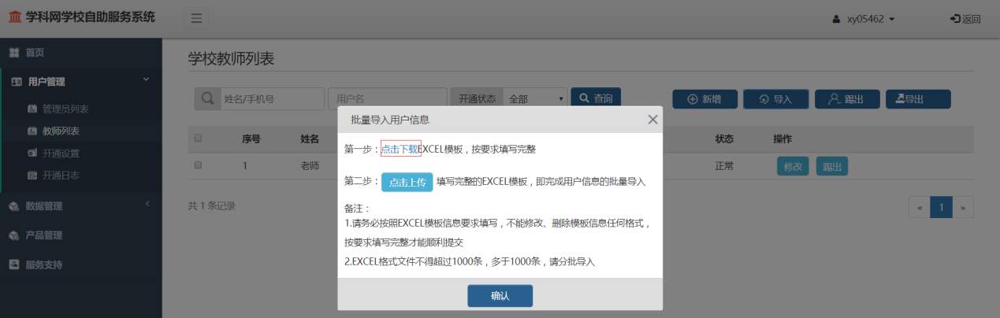 学科网学校自助服务系统
xy05462
返回
首页
用户管理
管理员列表
教师列表
开通设置
开通日志
数据管理
产品管理
服务支持
学校教师列表
姓名/手机号 用户名 开通状态 全部 查询 新增 导入 踢出 导出
序号 姓名 状态 操作
1 老师 正常 修改 踢出
共 1 条记录
« 1 »
批量导入用户信息
第一步：点击下载EXCEL模板，按要求填写完整
第二步：点击上传 填写完整的EXCEL模板，即完成用户信息的批量导入
备注：
1.请务必按照EXCEL模板信息要求填写，不能修改、删除模板信息任何格式，
按要求填写完整才能顺利提交
2.EXCEL格式文件不得超过1000条，多于1000条，请分批导入
确认